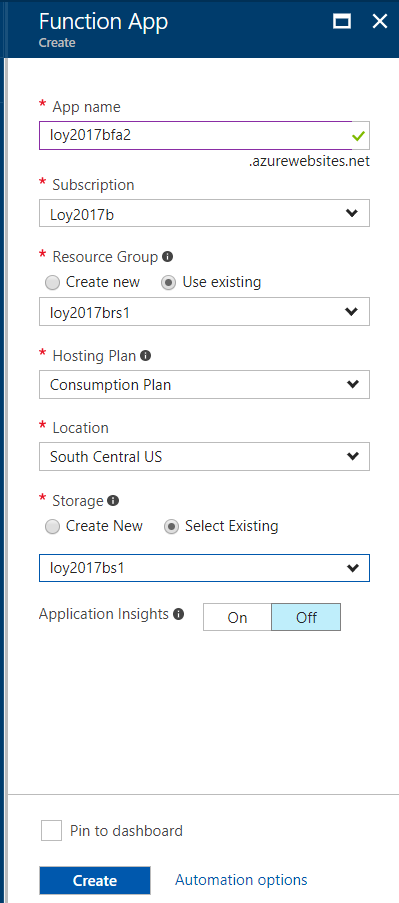 Function App
Create
* App name
loy2017bfa2
.azurewebsites.net
* Subscription
Loy2017b
* Resource Group
Create new Use existing
loy2017brs1
* Hosting Plan
Consumption Plan
* Location
South Central US
* Storage
Create New Select Existing
loy2017bs1
Application Insights On Off
Pin to dashboard
Create Automation options